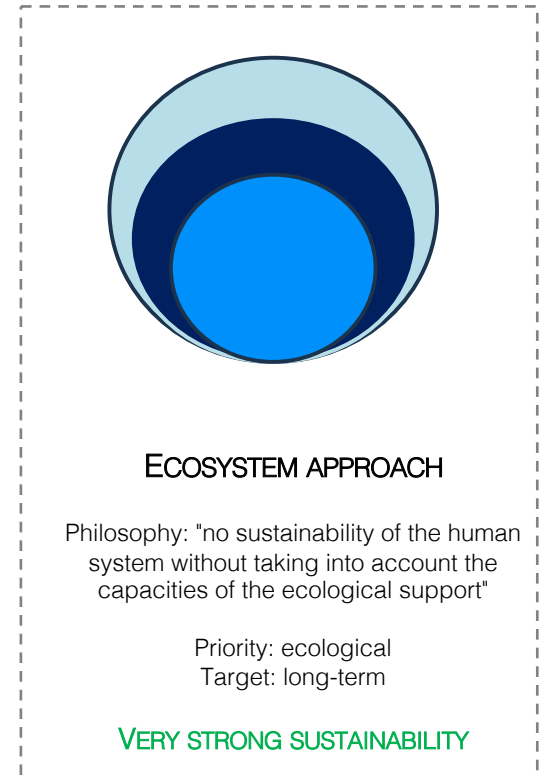 ECOSYSTEM APPROACH
Philosophy: "no sustainability of the human
system without taking into account the
capacities of the ecological support"
Priority: ecological
Target: long-term
VERY STRONG SUSTAINABILITY